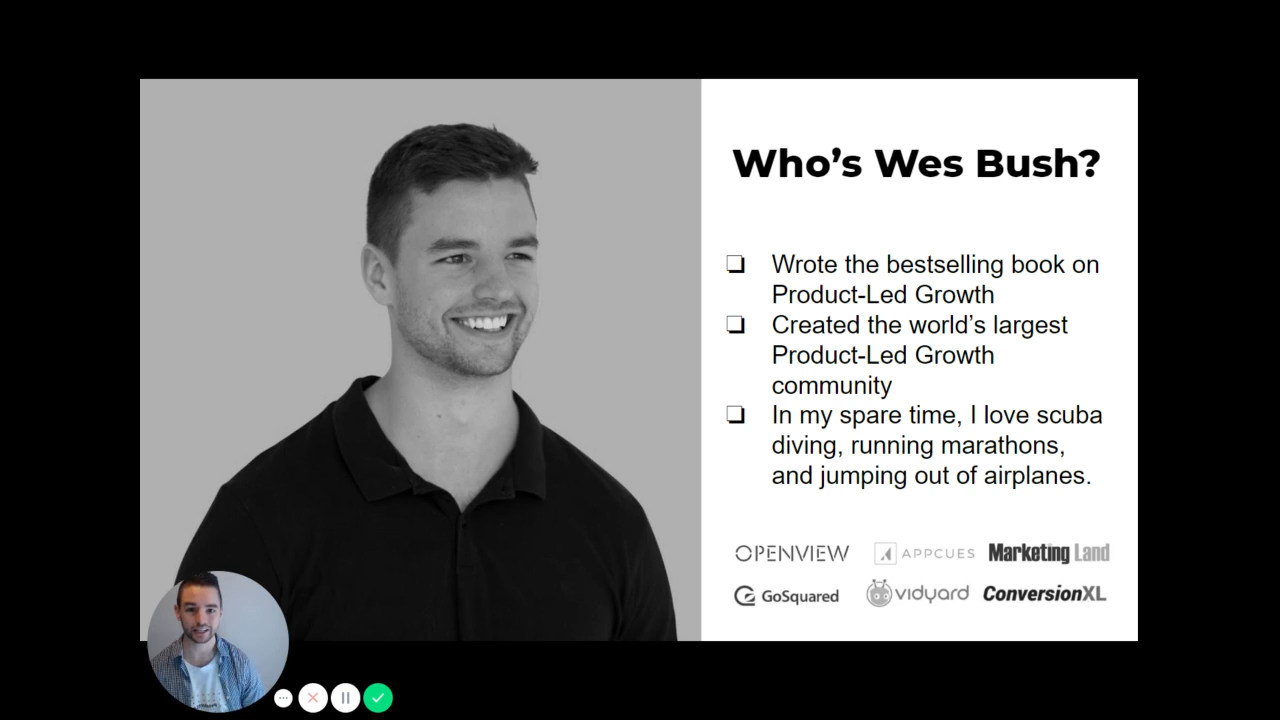 Who's Wes Bush?
❏ Wrote the bestselling book on
Product-Led Growth
❏ Created the world's largest
Product-Led Growth
community
❏ In my spare time, I love scuba
diving, running marathons,
and jumping out of airplanes.
OPENVIEW APPCUES Marketing Land
GoSquared vidyard ConversionXL